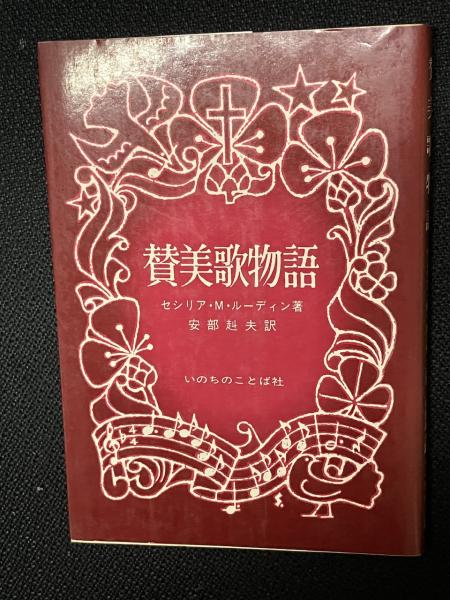 賛美歌物語
セシリア・M・ルーディン著
安部赳夫訳
いのちのことば社